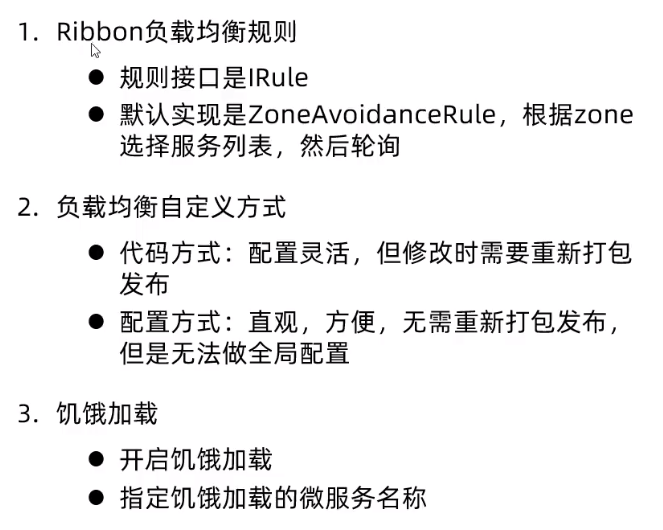 1. Ribbon负载均衡规则
● 规则接口是IRule
● 默认实现是ZoneAvoidanceRule，根据zone
选择服务列表，然后轮询
2. 负载均衡自定义方式
● 代码方式：配置灵活，但修改时需要重新打包
发布
● 配置方式：直观，方便，无需重新打包发布，
但是无法做全局配置
3. 饥饿加载
● 开启饥饿加载
● 指定饥饿加载的微服务名称